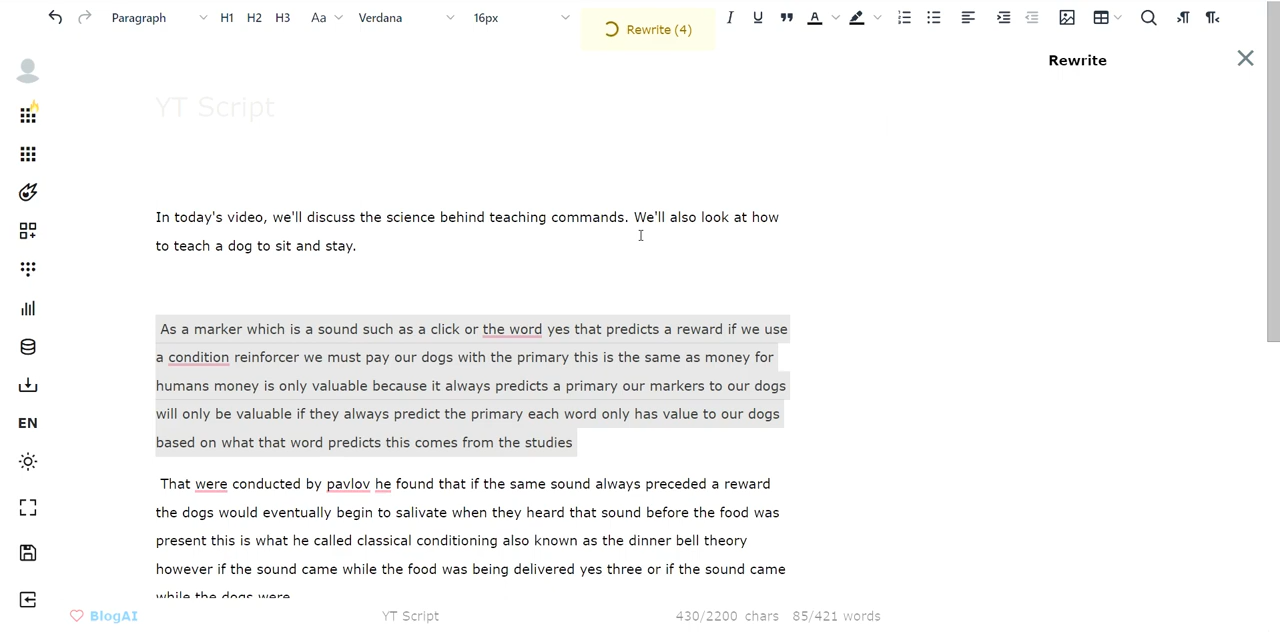 Paragraph H1 H2 H3 Aa Verdana 16px Rewrite (4) I U A
Rewrite
YT Script
In today's video, we'll discuss the science behind teaching commands. We'll also look at how
to teach a dog to sit and stay.
As a marker which is a sound such as a click or the word yes that predicts a reward if we use
a condition reinforcer we must pay our dogs with the primary this is the same as money for
humans money is only valuable because it always predicts a primary our markers to our dogs
will only be valuable if they always predict the primary each word only has value to our dogs
based on what that word predicts this comes from the studies
That were conducted by pavlov he found that if the same sound always preceded a reward
the dogs would eventually begin to salivate when they heard that sound before the food was
present this is what he called classical conditioning also known as the dinner bell theory
however if the sound came while the food was being delivered yes three or if the sound came
while the dogs were
EN
BlogAI YT Script 430/2200 chars 85/421 words